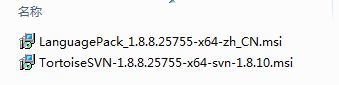 名称
LanguagePack_1.8.8.25755-x64-zh_CN.msi
TortoiseSVN-1.8.8.25755-x64-svn-1.8.10.msi